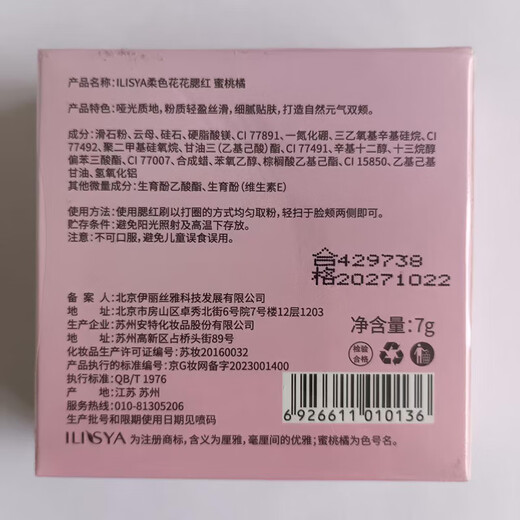 产品名称:ILISYA柔色花花腮红 蜜桃橘
产品特色:哑光质地,粉质轻盈丝滑,细腻贴肤,打造自然元气双颊。
成分:滑石粉、云母、硅石、硬脂酸镁、CI 77891、一氮化硼、三乙氧基辛基硅烷、CI
77492、聚二甲基硅氧烷、甘油三(乙基己酸)酯、CI 77491、辛基十二醇、十三烷醇
偏苯三酸酯、CI 77007、合成蜡、苯氧乙醇、棕榈酸乙基己酯、CI 15850、乙基己基
甘油、氢氧化铝
其他微量成分:生育酚乙酸酯、生育酚(维生素E)
使用方法:使用腮红刷以打圈的方式均匀取粉,轻扫于脸颊两侧即可。
贮存条件:避免阳光照射及高温下存放。
注意:不可口服,避免儿童误食误用。
合格 429738
20271022
备 案 人:北京伊丽丝雅科技发展有限公司
地 址:北京市房山区卓秀北街6号院7号楼12层1203
生产企业:苏州安特化妆品股份有限公司
地 址:苏州高新区占桥头街89号
化妆品生产许可证编号:苏妆20160032
产品执行的标准编号:京G妆网备字2023001400
执行标准:QB/T 1976
产 地:江苏 苏州
服务热线:010-81305206
生产批号和限期使用日期见喷码
净含量:7g
检验
合格
6 926611 010136
ILISYA 为注册商标,含义为厘雅,毫厘间的优雅;蜜桃橘为色号名。